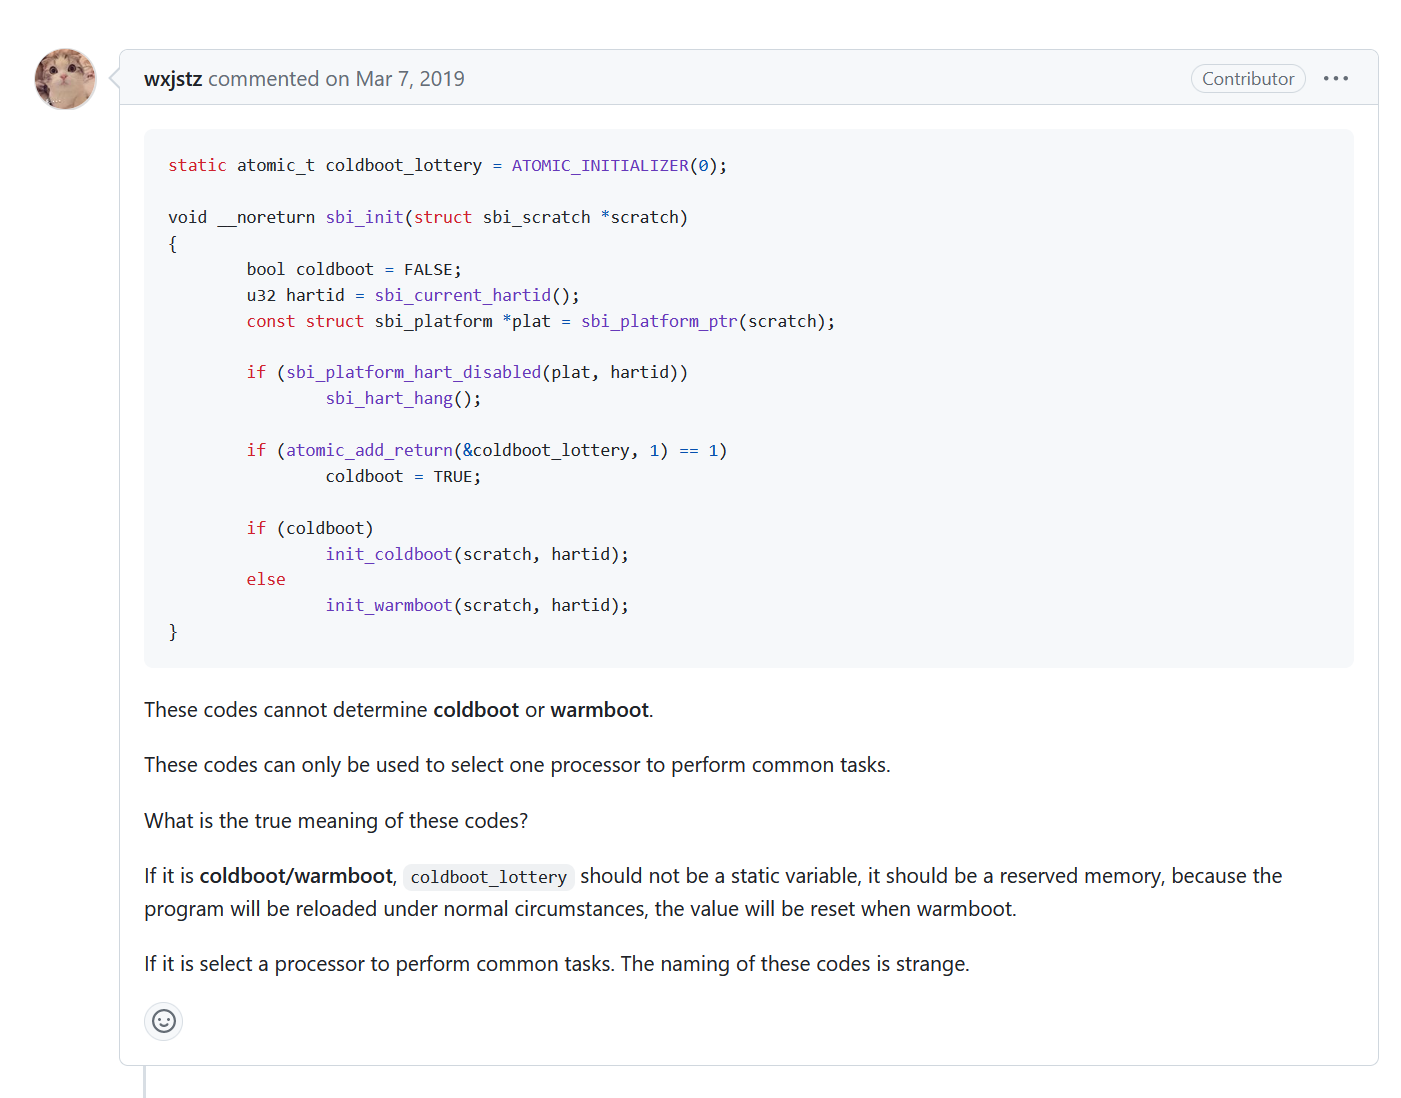 wxjstz commented on Mar 7, 2019
Contributor
static atomic_t coldboot_lottery = ATOMIC_INITIALIZER(0);
void __noreturn sbi_init(struct sbi_scratch *scratch)
{
bool coldboot = FALSE;
u32 hartid = sbi_current_hartid();
const struct sbi_platform *plat = sbi_platform_ptr(scratch);
if (sbi_platform_hart_disabled(plat, hartid))
sbi_hart_hang();
if (atomic_add_return(&coldboot_lottery, 1) == 1)
coldboot = TRUE;
if (coldboot)
init_coldboot(scratch, hartid);
else
init_warmboot(scratch, hartid);
}
These codes cannot determine coldboot or warmboot.
These codes can only be used to select one processor to perform common tasks.
What is the true meaning of these codes?
If it is coldboot/warmboot, coldboot_lottery should not be a static variable, it should be a reserved memory, because the
program will be reloaded under normal circumstances, the value will be reset when warmboot.
If it is select a processor to perform common tasks. The naming of these codes is strange.